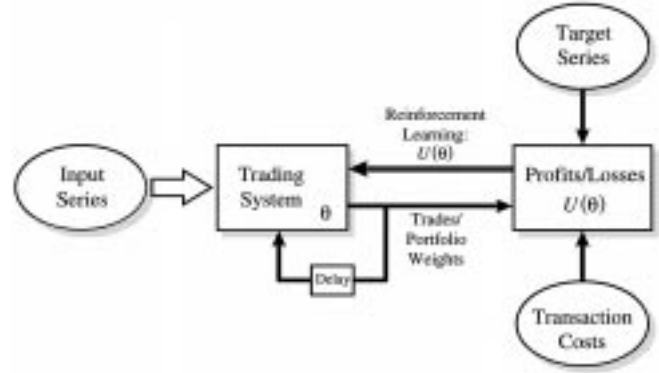 Target
Series
Reinforcement
Learning:
U(θ)
Input
Series
Trading
System
θ
Profits/Losses
U(θ)
Trades/
Portfolio
Weights
Delay
Transaction
Costs